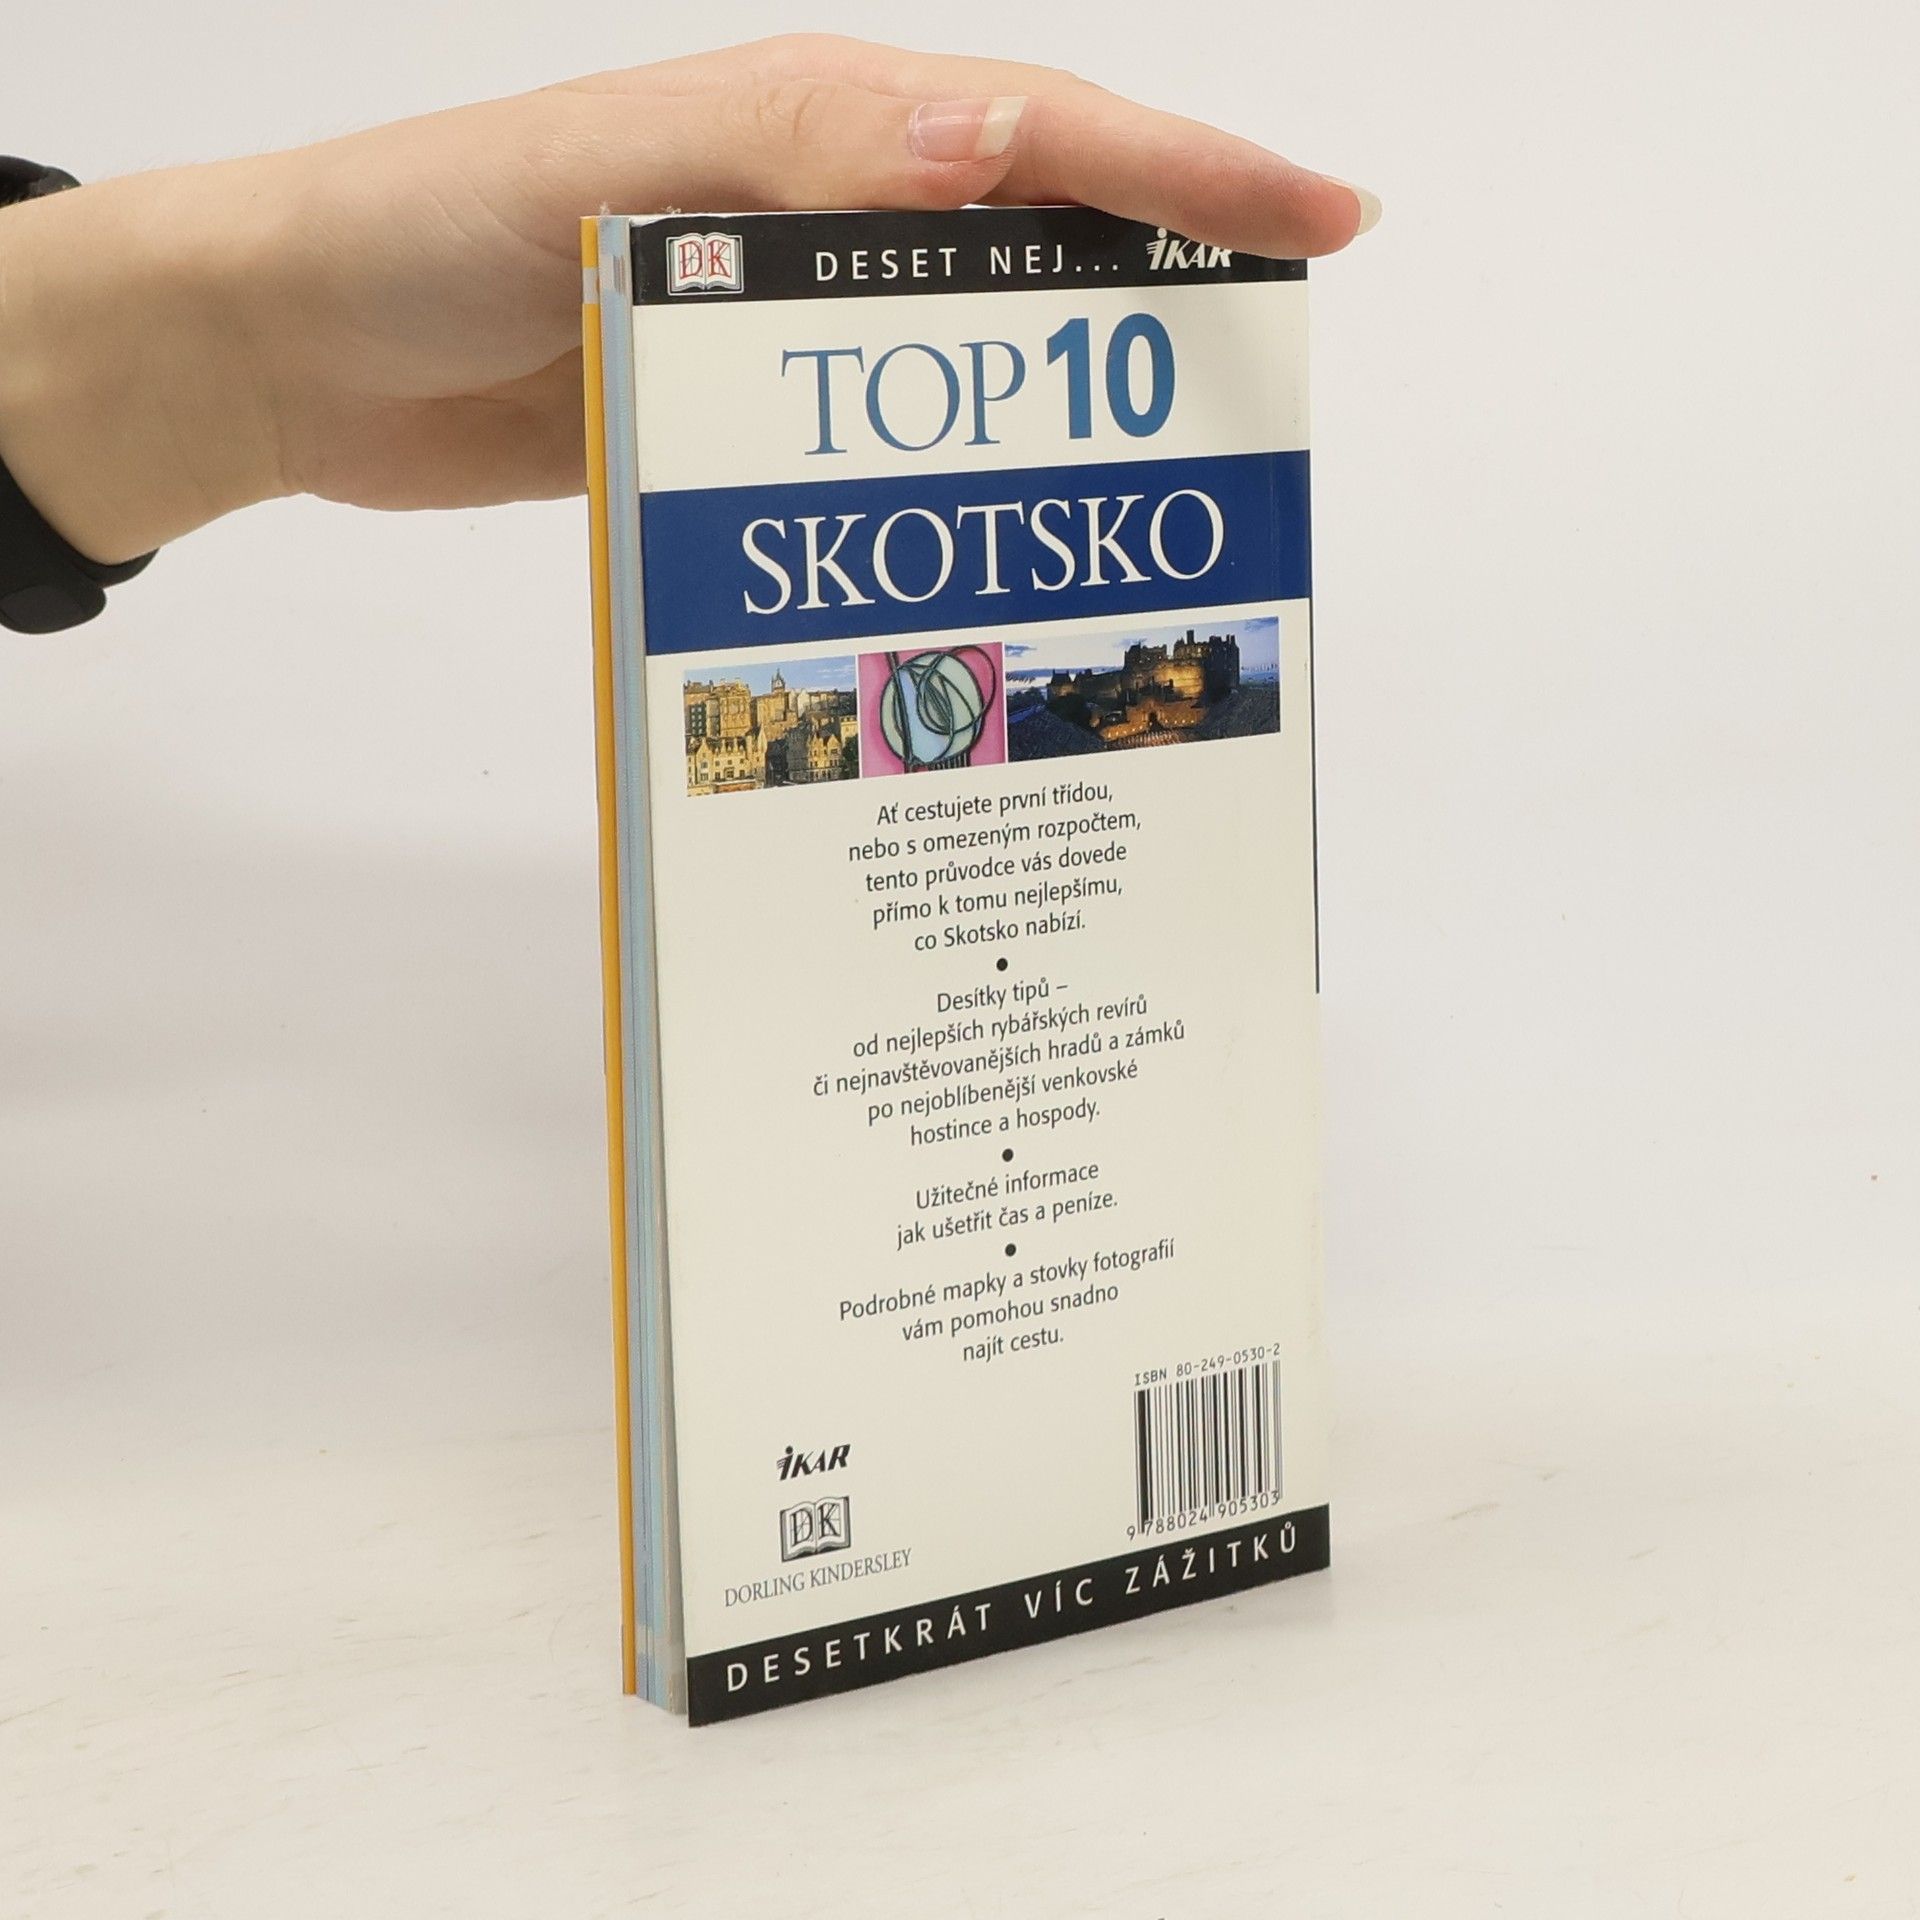 DK DESET NEJ... iKAR
TOP 10
SKOTSKO
Ať cestujete první třídou,
nebo s omezeným rozpočtem,
tento průvodce vás dovede
přímo k tomu nejlepšímu,
co Skotsko nabízí.
●
Desítky tipů –
od nejlepších rybářských revírů
či nejnavštěvovanějších hradů a zámků
po nejoblíbenější venkovské
hostince a hospody.
●
Užitečné informace
jak ušetřit čas a peníze.
●
Podrobné mapky a stovky fotografií
vám pomohou snadno
najít cestu.
ISBN 80-249-0530-2
9 788024 905303
iKAR
DK
DORLING KINDERSLEY
DESETKRÁT VÍC ZÁŽITKŮ